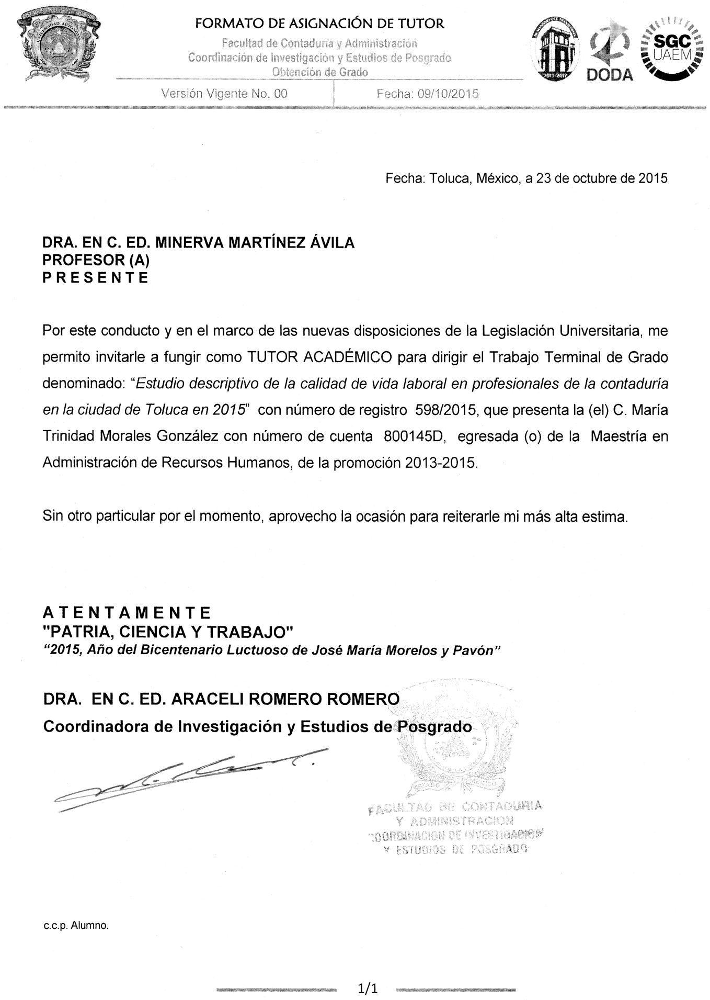 FORMATO DE ASIGNACIÓN DE TUTOR
Facultad de Contaduría y Administración
Coordinación de Investigación y Estudios de Posgrado
Obtención de Grado
Versión Vigente No. 00
Fecha: 09/10/2015
2013-2017
DODA
SGC
UAEM
Fecha: Toluca, México, a 23 de octubre de 2015
DRA. EN C. ED. MINERVA MARTÍNEZ ÁVILA
PROFESOR (A)
P R E S E N T E
Por este conducto y en el marco de las nuevas disposiciones de la Legislación Universitaria, me
permito invitarle a fungir como TUTOR ACADÉMICO para dirigir el Trabajo Terminal de Grado
denominado: “Estudio descriptivo de la calidad de vida laboral en profesionales de la contaduría
en la ciudad de Toluca en 2015” con número de registro 598/2015, que presenta la (el) C. María
Trinidad Morales González con número de cuenta 800145D, egresada (o) de la Maestría en
Administración de Recursos Humanos, de la promoción 2013-2015.
Sin otro particular por el momento, aprovecho la ocasión para reiterarle mi más alta estima.
A T E N T A M E N T E
"PATRIA, CIENCIA Y TRABAJO"
“2015, Año del Bicentenario Luctuoso de José María Morelos y Pavón”
DRA. EN C. ED. ARACELI ROMERO ROMERO
Coordinadora de Investigación y Estudios de Posgrado
ESTADO MEXICO
FACULTAD DE CONTADURIA
Y ADMINISTRACION
COORDINACION DE INVESTIGACION
Y ESTUDIOS DE POSGRADO
c.c.p. Alumno.
1/1